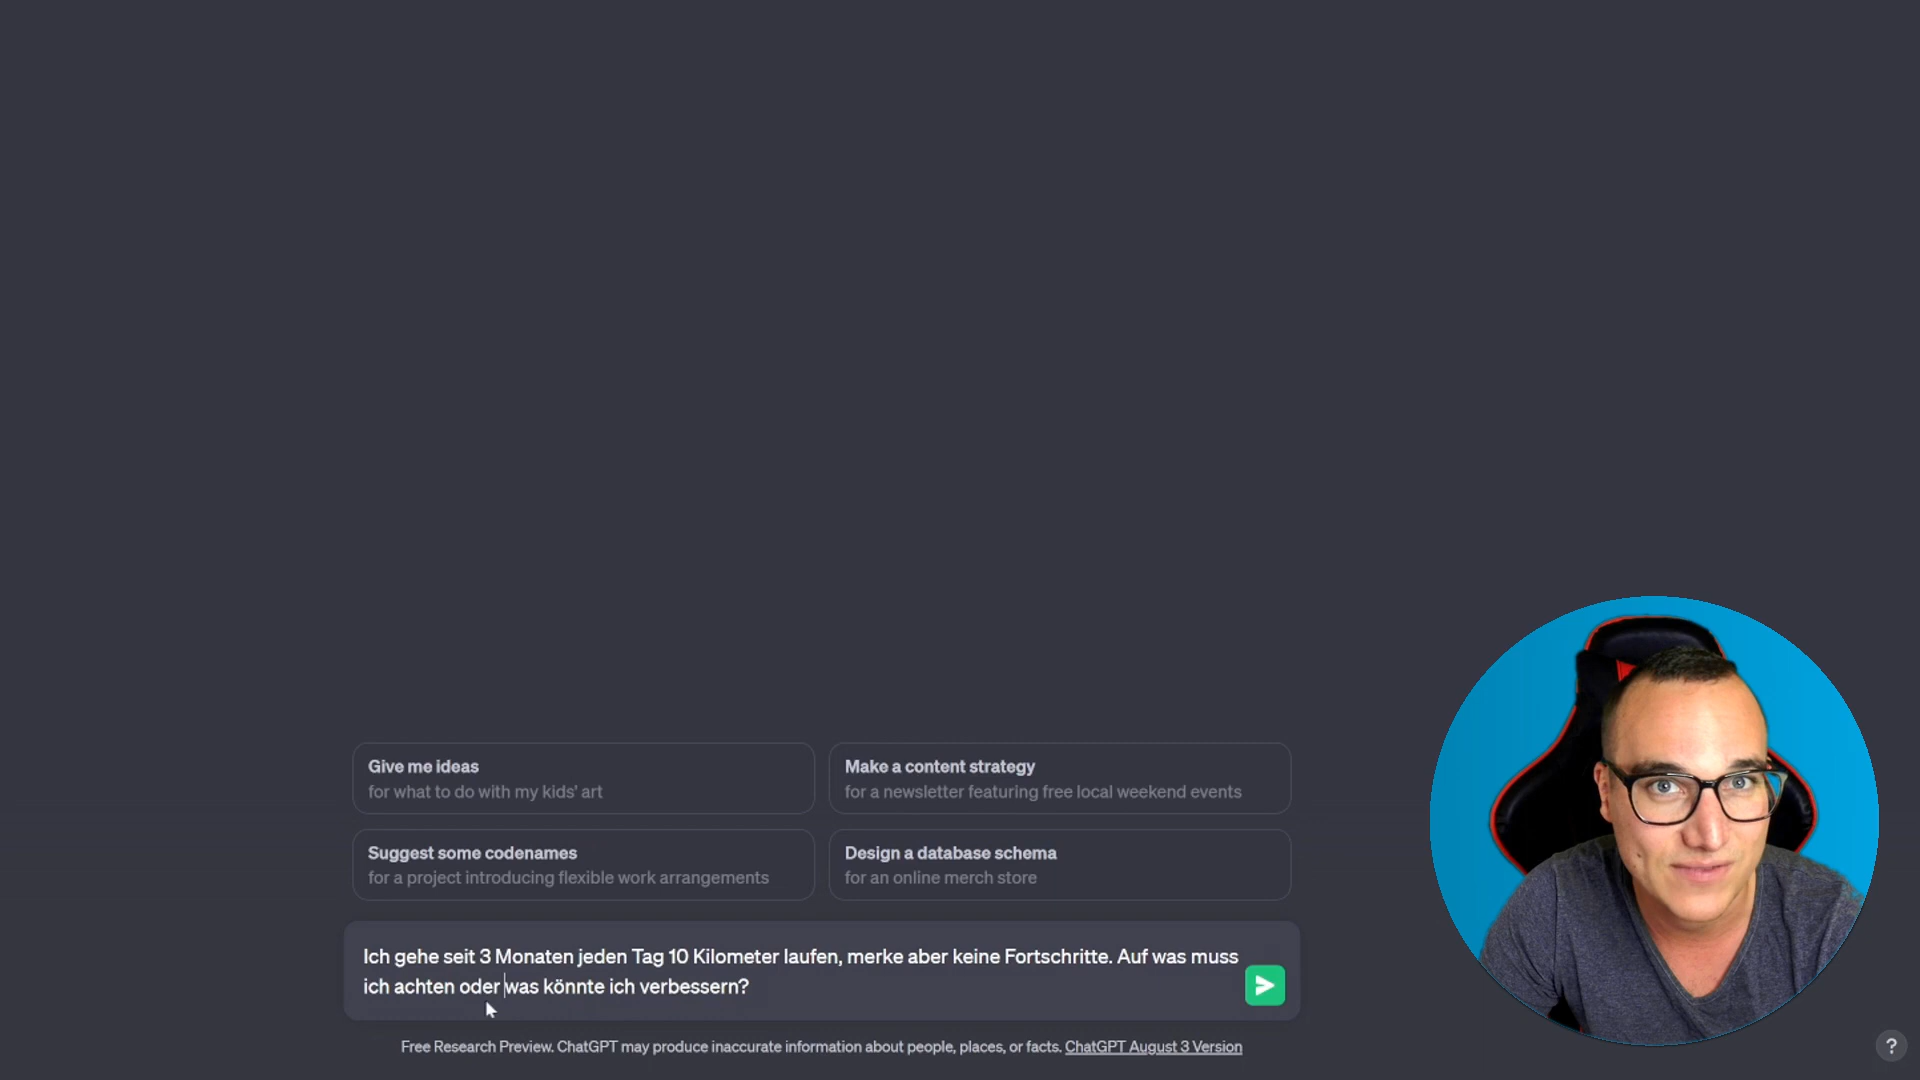 Give me ideas
for what to do with my kids' art
Make a content strategy
for a newsletter featuring free local weekend events
Suggest some codenames
for a project introducing flexible work arrangements
Design a database schema
for an online merch store
Ich gehe seit 3 Monaten jeden Tag 10 Kilometer laufen, merke aber keine Fortschritte. Auf was muss
ich achten oder was könnte ich verbessern?
Free Research Preview. ChatGPT may produce inaccurate information about people, places, or facts. ChatGPT August 3 Version
?